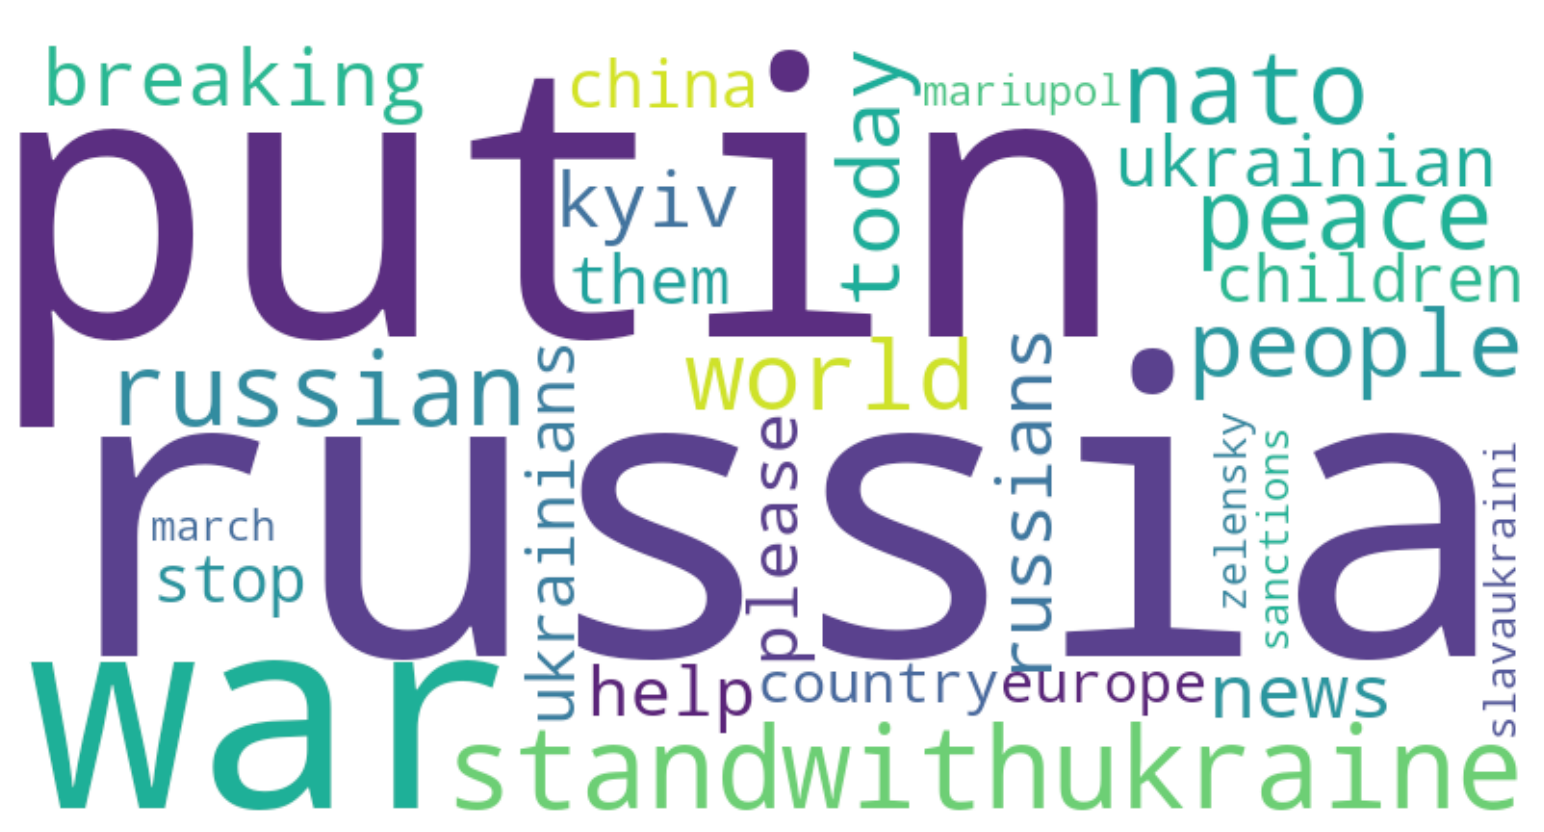 breaking
china
today
mariupol
nato
putin
kyiv
ukrainian
peace
them
children
people
russian
ukrainians
world
russians
please
russia
zelensky
sanctions
slavaukraini
march
stop
war
help
country
europe
news
standwithukraine